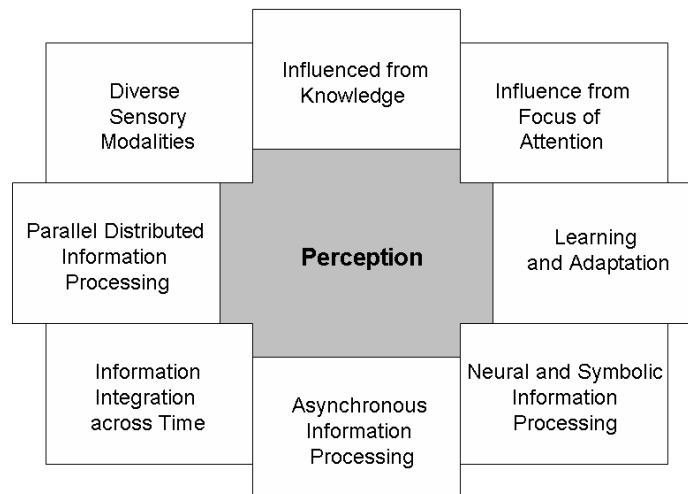 Influenced from
Knowledge
Diverse
Sensory
Modalities
Influence from
Focus of
Attention
Parallel Distributed
Information
Processing
Perception
Learning
and Adaptation
Information
Integration
across Time
Asynchronous
Information
Processing
Neural and Symbolic
Information
Processing